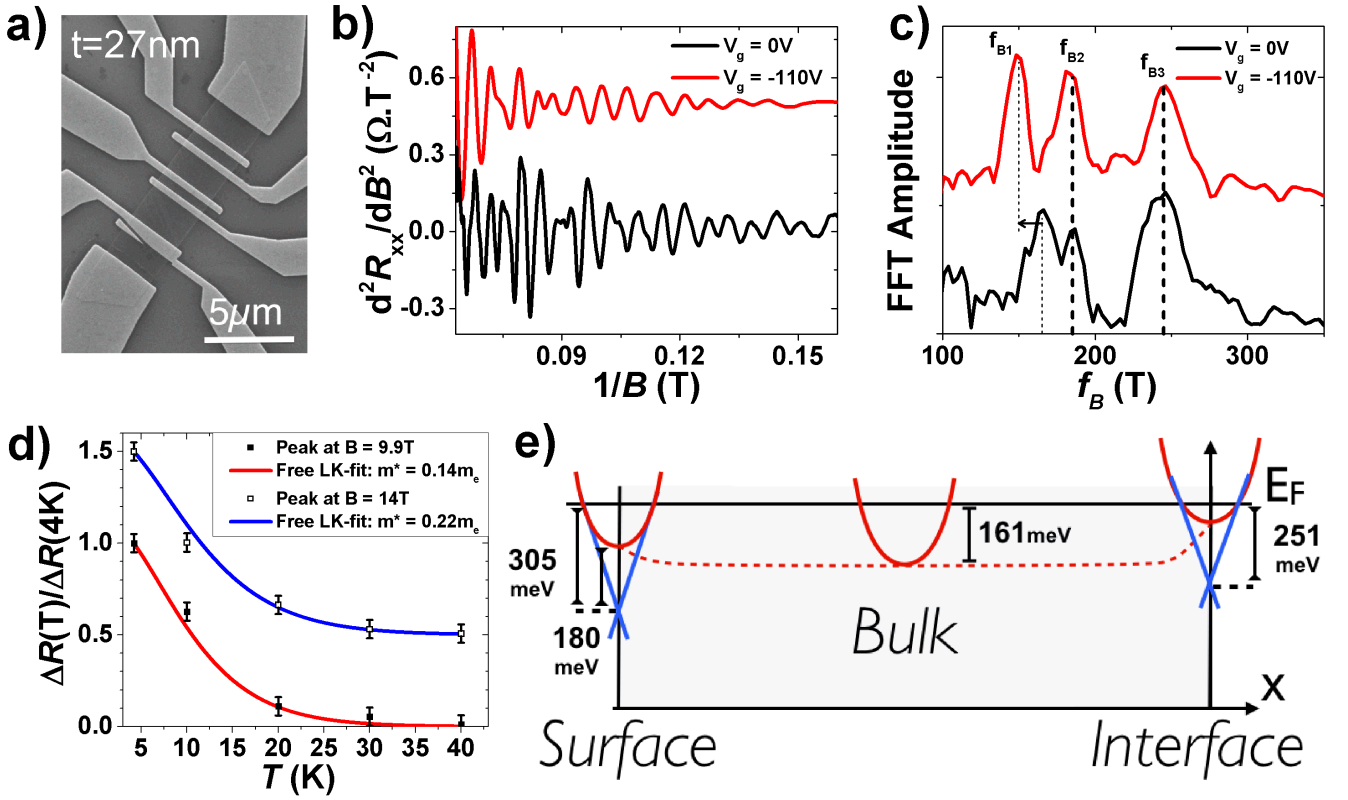 a)
t=27nm
5µm
b)
V_g = 0V
V_g = -110V
0.6
0.3
0.0
-0.3
d²R_xx/dB² (Ω.T⁻²)
0.09
0.12
0.15
1/B (T)
c)
f_B1
f_B2
f_B3
V_g = 0V
V_g = -110V
FFT Amplitude
100
200
300
f_B (T)
d)
Peak at B = 9.9T
Free LK-fit: m* = 0.14m_e
Peak at B = 14T
Free LK-fit: m* = 0.22m_e
1.5
1.0
0.5
0.0
ΔR(T)/ΔR(4K)
5
10
15
20
25
30
35
40
T (K)
e)
E_F
161meV
305
meV
180
meV
251
meV
Bulk
X
Surface
Interface